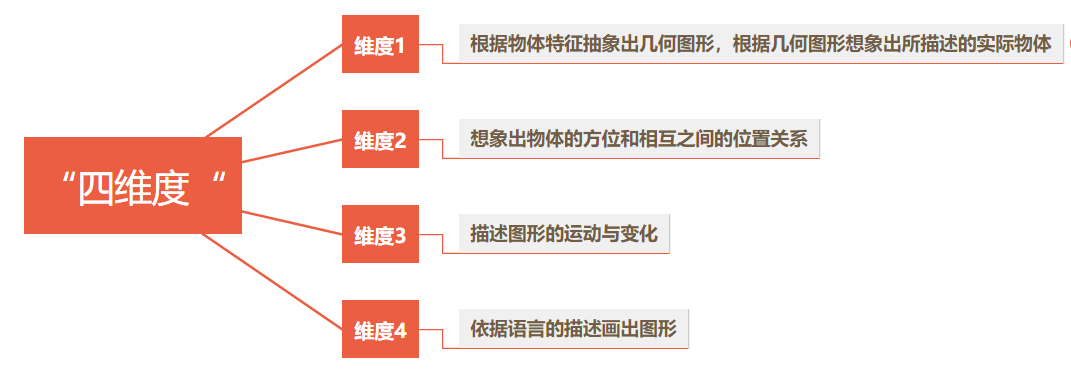 “四维度 “
维度1
根据物体特征抽象出几何图形，根据几何图形想象出所描述的实际物体
维度2
想象出物体的方位和相互之间的位置关系
维度3
描述图形的运动与变化
维度4
依据语言的描述画出图形